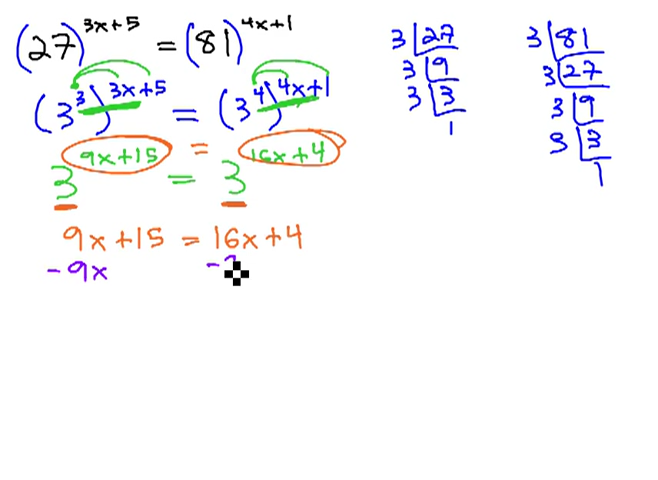 (27)^{3x+5} = (81)^{4x+1}
(3^3)^{3x+5} = (3^4)^{4x+1}
3^{9x+15} = 3^{16x+4}
=
9x+15 = 16x+4
-9x -
3 27
3 9
3 3
1
3 81
3 27
3 9
3 3
1